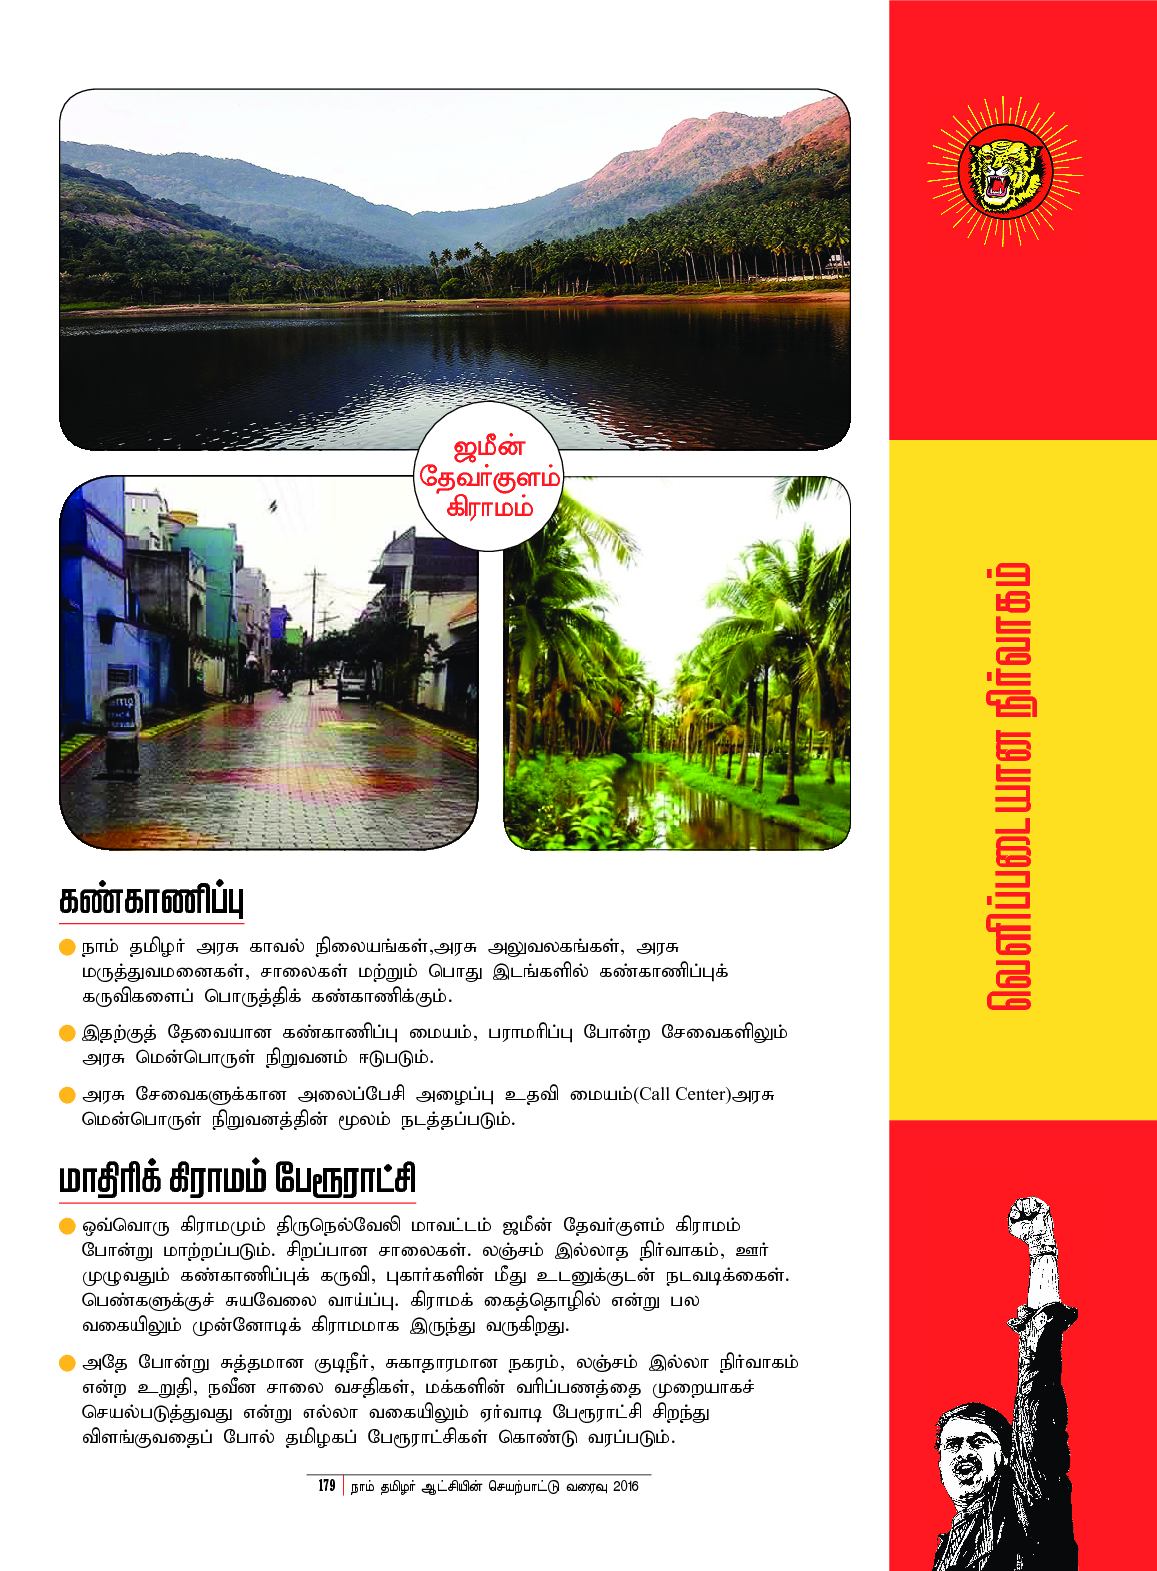 ஜமீன்
தேவர்குளம்
கிராமம்
வெளிப்படையான நிர்வாகம்
கண்காணிப்பு
நாம் தமிழர் அரசு காவல் நிலையங்கள்,அரசு அலுவலகங்கள், அரசு
மருத்துவமனைகள், சாலைகள் மற்றும் பொது இடங்களில் கண்காணிப்புக்
கருவிகளைப் பொருத்திக் கண்காணிக்கும்.
இதற்குத் தேவையான கண்காணிப்பு மையம், பராமரிப்பு போன்ற சேவைகளிலும்
அரசு மென்பொருள் நிறுவனம் ஈடுபடும்.
அரசு சேவைகளுக்கான அலைப்பேசி அழைப்பு உதவி மையம்(Call Center)அரசு
மென்பொருள் நிறுவனத்தின் மூலம் நடத்தப்படும்.
மாதிரிக் கிராமம் பேரூராட்சி
ஒவ்வொரு கிராமமும் திருநெல்வேலி மாவட்டம் ஜமீன் தேவர்குளம் கிராமம்
போன்று மாற்றப்படும். சிறப்பான சாலைகள். லஞ்சம் இல்லாத நிர்வாகம், ஊர்
முழுவதும் கண்காணிப்புக் கருவி, புகார்களின் மீது உடனுக்குடன் நடவடிக்கைகள்.
பெண்களுக்குச் சுயவேலை வாய்ப்பு. கிராமக் கைத்தொழில் என்று பல
வகையிலும் முன்னோடிக் கிராமமாக இருந்து வருகிறது.
அதே போன்று சுத்தமான குடிநீர், சுகாதாரமான நகரம், லஞ்சம் இல்லா நிர்வாகம்
என்ற உறுதி, நவீன சாலை வசதிகள், மக்களின் வரிப்பணத்தை முறையாகச்
செயல்படுத்துவது என்று எல்லா வகையிலும் ஏர்வாடி பேரூராட்சி சிறந்து
விளங்குவதைப் போல் தமிழகப் பேரூராட்சிகள் கொண்டு வரப்படும்.
179 நாம் தமிழர் ஆட்சியின் செயற்பாட்டு வரைவு 2016